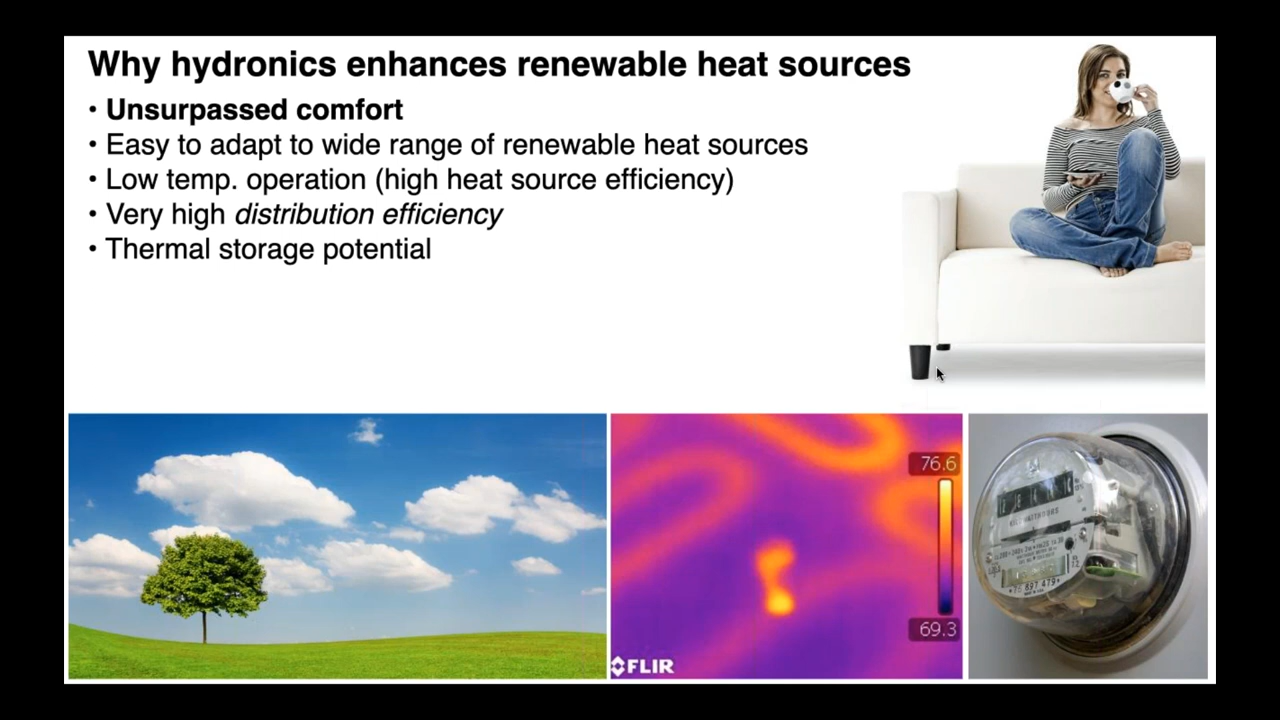 Why hydronics enhances renewable heat sources
• Unsurpassed comfort
• Easy to adapt to wide range of renewable heat sources
• Low temp. operation (high heat source efficiency)
• Very high distribution efficiency
• Thermal storage potential
76.6
69.3
FLIR
KILOWATTHOURS